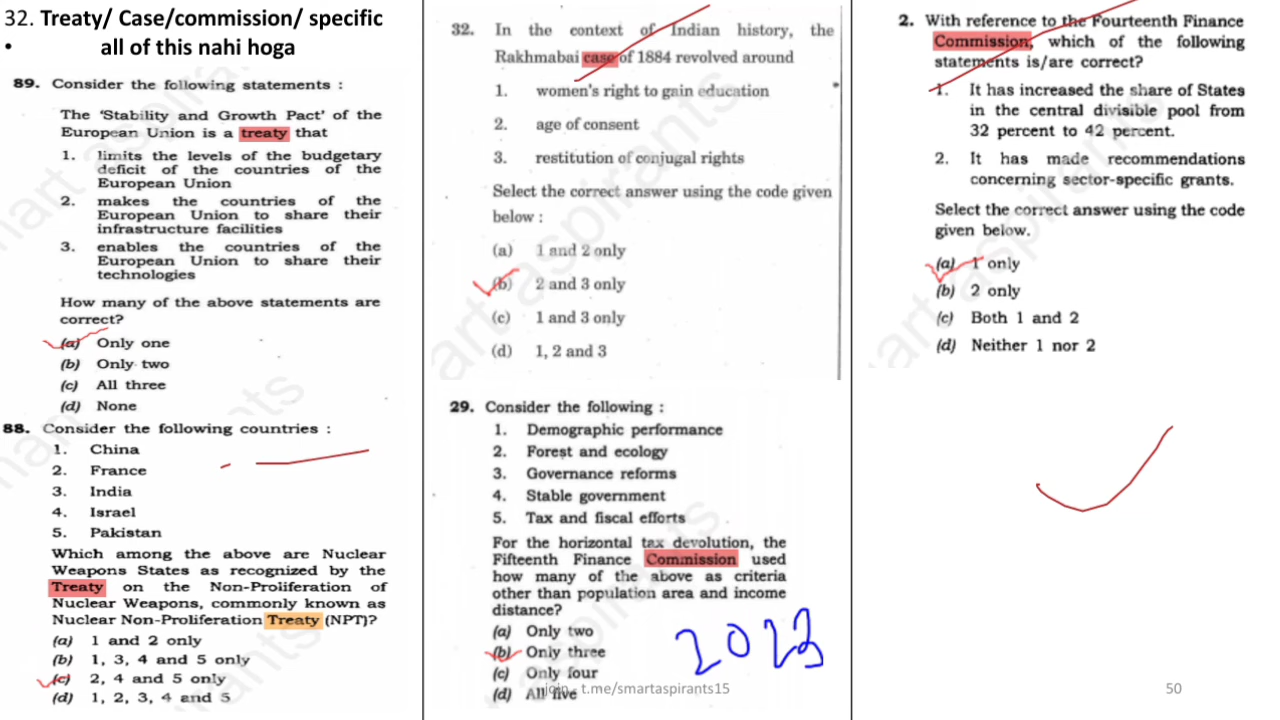 32. Treaty/ Case/commission/ specific
• all of this nahi hoga
89. Consider the following statements :
The 'Stability and Growth Pact' of the
European Union is a treaty that
1. limits the levels of the budgetary
deficit of the countries of the
European Union
2. makes the countries of the
European Union to share their
infrastructure facilities
3. enables the countries of the
European Union to share their
technologies
How many of the above statements are
correct?
(a) Only one
(b) Only two
(c) All three
(d) None
88. Consider the following countries :
1. China
2. France
3. India
4. Israel
5. Pakistan
Which among the above are Nuclear
Weapons States as recognized by the
Treaty on the Non-Proliferation of
Nuclear Weapons, commonly known as
Nuclear Non-Proliferation Treaty (NPT)?
(a) 1 and 2 only
(b) 1, 3, 4 and 5 only
(c) 2, 4 and 5 only
(d) 1, 2, 3, 4 and 5
32. In the context of Indian history, the
Rakhmabai case of 1884 revolved around
1. women's right to gain education
2. age of consent
3. restitution of conjugal rights
Select the correct answer using the code given
below :
(a) 1 and 2 only
(b) 2 and 3 only
(c) 1 and 3 only
(d) 1, 2 and 3
29. Consider the following :
1. Demographic performance
2. Forest and ecology
3. Governance reforms
4. Stable government
5. Tax and fiscal efforts
For the horizontal tax devolution, the
Fifteenth Finance Commission used
how many of the above as criteria
other than population area and income
distance?
(a) Only two
(b) Only three
(c) Only four
(d) All five
2023
join - t.me/smartaspirants15
2. With reference to the Fourteenth Finance
Commission, which of the following
statements is/are correct?
1. It has increased the share of States
in the central divisible pool from
32 percent to 42 percent.
2. It has made recommendations
concerning sector-specific grants.
Select the correct answer using the code
given below.
(a) 1 only
(b) 2 only
(c) Both 1 and 2
(d) Neither 1 nor 2
50